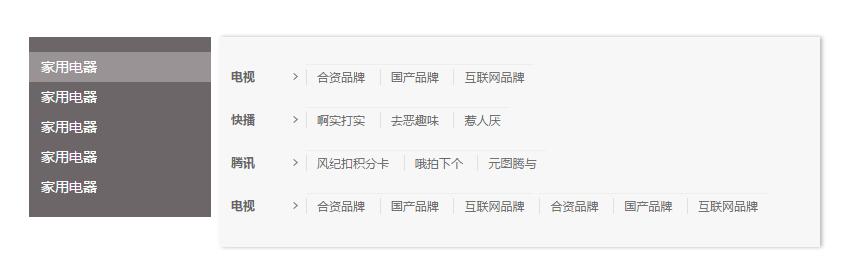 家用电器
家用电器
家用电器
家用电器
家用电器
电视 > 合资品牌 国产品牌 互联网品牌
快播 > 啊实打实 去恶趣味 惹人厌
腾讯 > 风纪扣积分卡 哦拍下个 元图腾与
电视 > 合资品牌 国产品牌 互联网品牌 合资品牌 国产品牌 互联网品牌